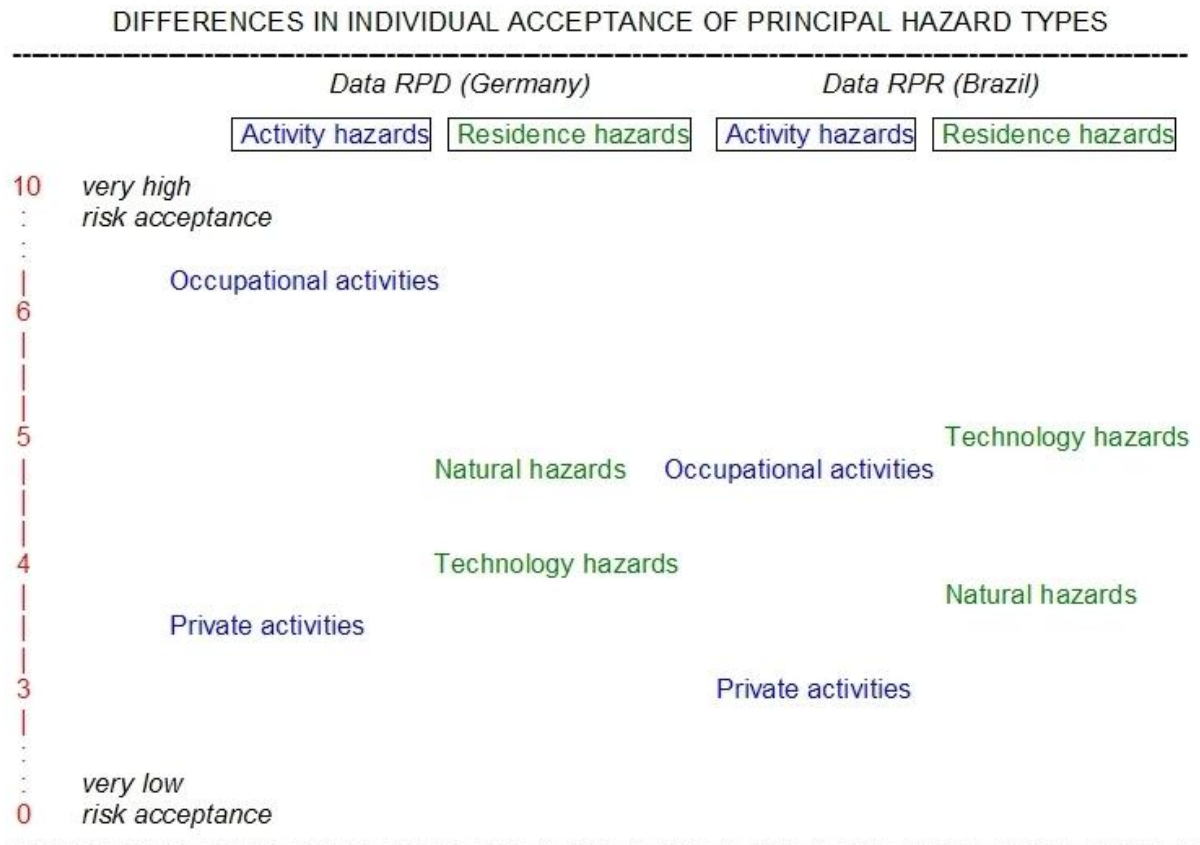 DIFFERENCES IN INDIVIDUAL ACCEPTANCE OF PRINCIPAL HAZARD TYPES
Data RPD (Germany) Data RPR (Brazil)
Activity hazards Residence hazards Activity hazards Residence hazards
10 very high
risk acceptance
Occupational activities
6
5 Technology hazards
Natural hazards Occupational activities
4 Technology hazards
Natural hazards
Private activities
3 Private activities
very low
0 risk acceptance